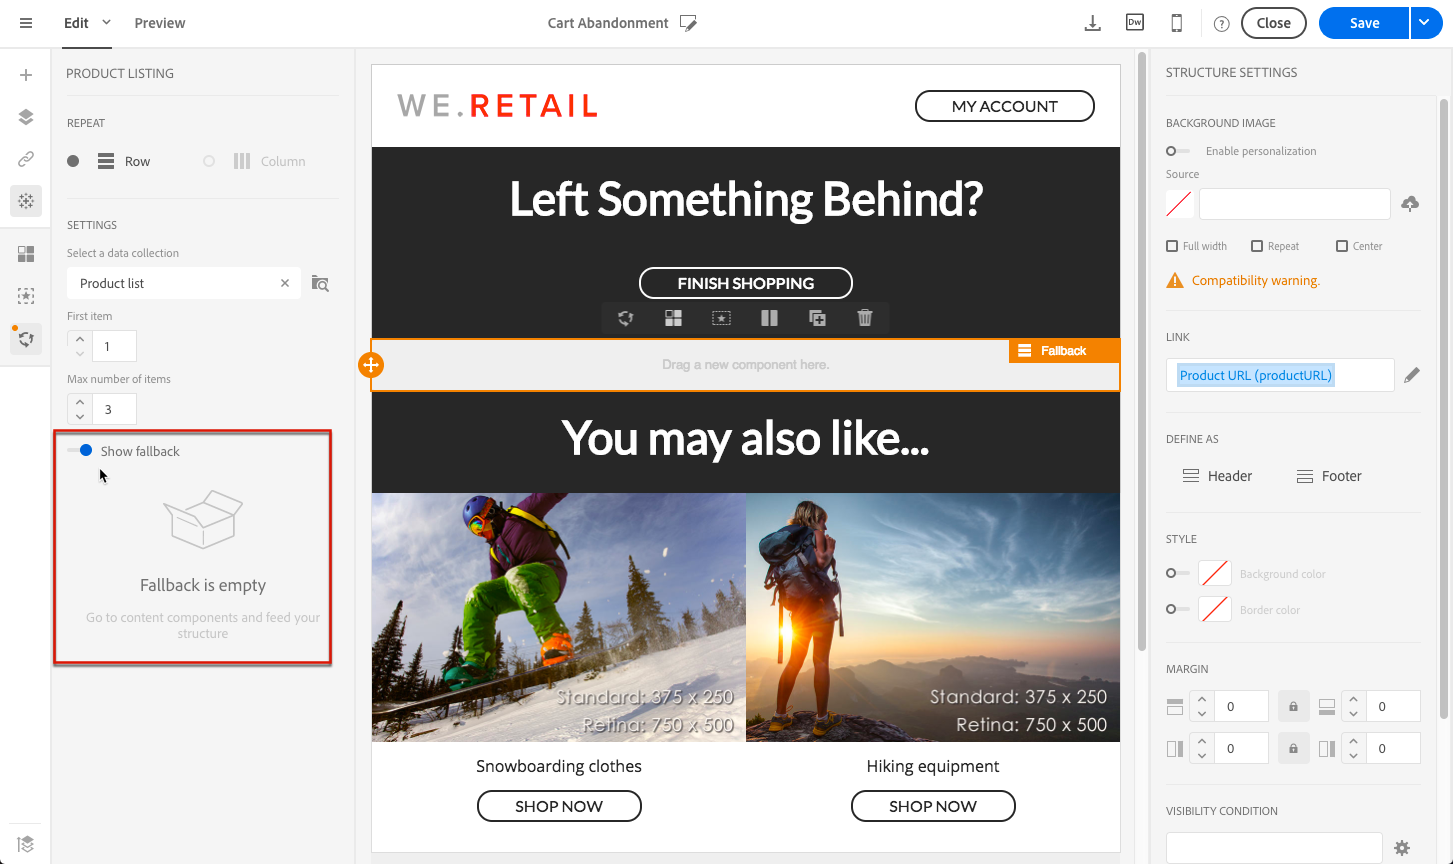 Edit
Preview
Cart Abandonment
Dw
?
Close
Save
PRODUCT LISTING
REPEAT
Row
Column
SETTINGS
Select a data collection
Product list
First item
1
Max number of items
3
Show fallback
Fallback is empty
Go to content components and feed your
structure
WE.RETAIL
MY ACCOUNT
Left Something Behind?
FINISH SHOPPING
Fallback
Drag a new component here.
You may also like...
Standard: 375 x 250
Retina: 750 x 500
Standard: 375 x 250
Retina: 750 x 500
Snowboarding clothes
Hiking equipment
SHOP NOW
SHOP NOW
STRUCTURE SETTINGS
BACKGROUND IMAGE
Enable personalization
Source
Full width
Repeat
Center
Compatibility warning.
LINK
Product URL (productURL)
DEFINE AS
Header
Footer
STYLE
Background color
Border color
MARGIN
0
0
0
0
VISIBILITY CONDITION